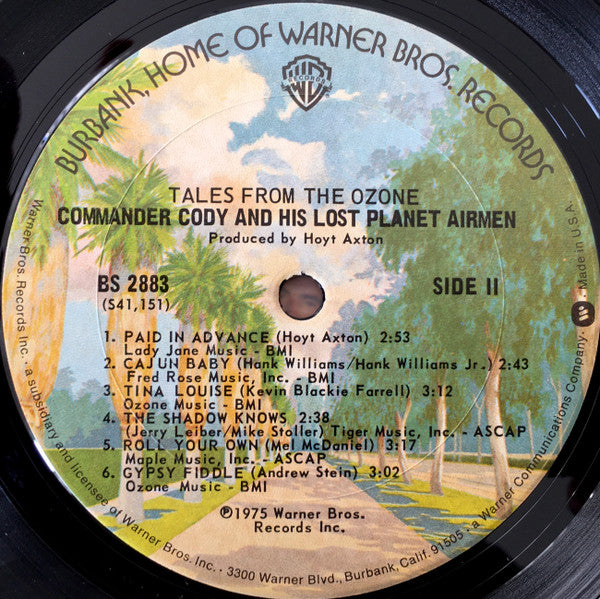 BURBANK, HOME OF WARNER BROS. RECORDS
WB
RECORDS
TALES FROM THE OZONE
COMMANDER CODY AND HIS LOST PLANET AIRMEN
Produced by Hoyt Axton
BS 2883
(S41,151)
SIDE II
1. PAID IN ADVANCE (Hoyt Axton) 2:53
Lady Jane Music - BMI
2. CAJUN BABY (Hank Williams/Hank Williams Jr.) 2:43
Fred Rose Music, Inc. - BMI
3. TINA LOUISE (Kevin Blackie Farrell) 3:12
Ozone Music - BMI
4. THE SHADOW KNOWS 2:38
(Jerry Leiber/Mike Stoller) Tiger Music, Inc. - ASCAP
5. ROLL YOUR OWN (Mel McDaniel) 3:17
Maple Music, Inc. - ASCAP
6. GYPSY FIDDLE (Andrew Stein) 3:02
Ozone Music - BMI
℗1975 Warner Bros.
Records Inc.
Warner Bros. Records Inc. · a subsidiary and licensee of Warner Bros. Inc. · 3300 Warner Blvd., Burbank, Calif. 91505 · a Warner Communications Company · Made in U.S.A.